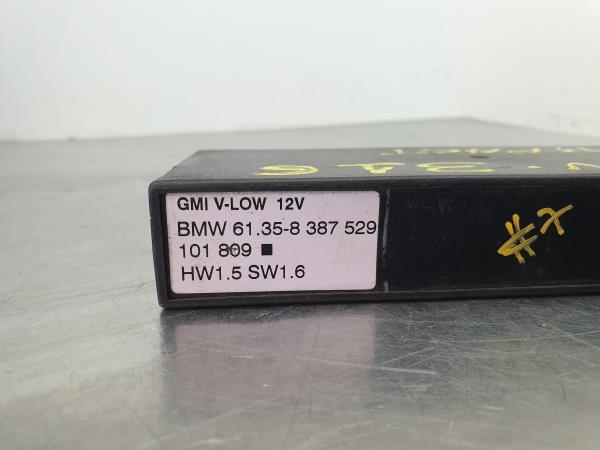 GMI V-LOW 12V
BMW 61.35-8 387 529
101 809 ■
HW1.5 SW1.6